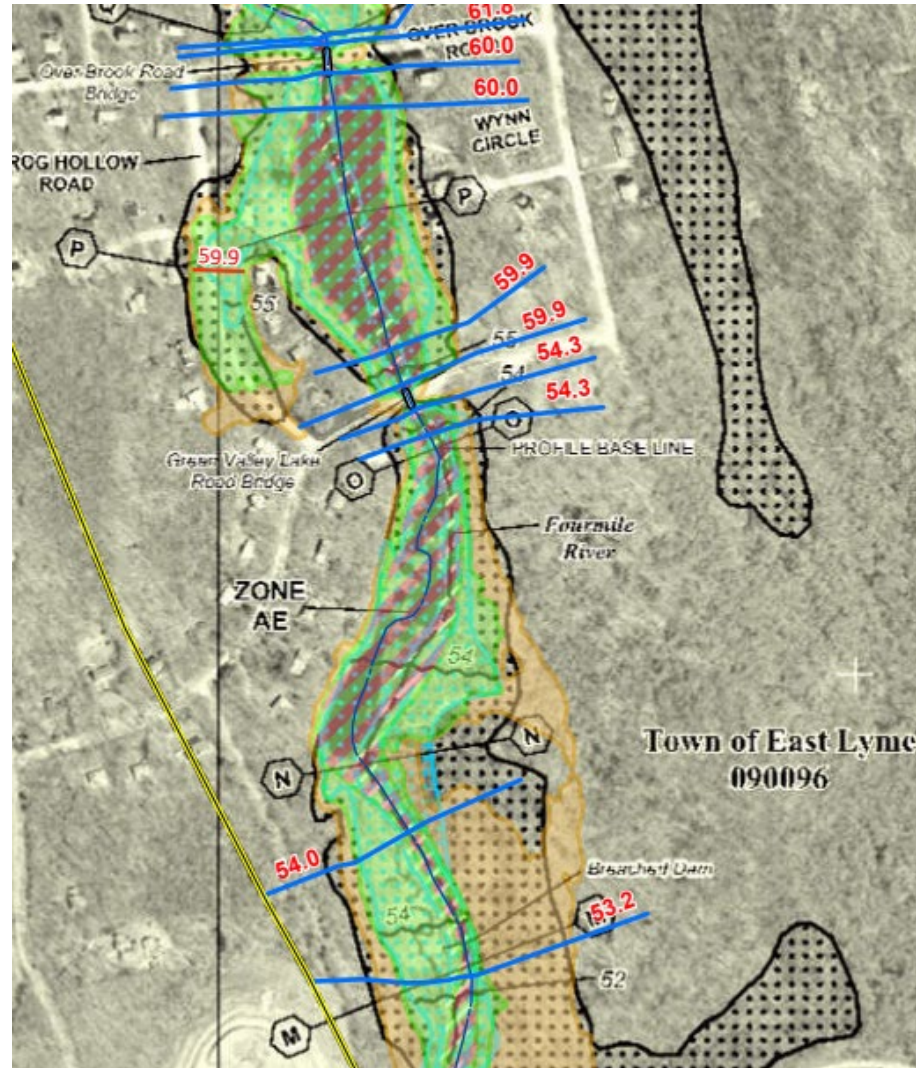 Q
61.8
OVER BROOK
60.0
Over Brook Road
Bridge
60.0
WYNN
CIRCLE
ROG HOLLOW
ROAD
P
P
59.9
55
59.9
59.9
55
54.3
54
54.3
O
Green Valley Lake
Road Bridge
O
PROFILE BASE LINE
Fourmile
River
ZONE
AE
54
N
N
Town of East Lyme
090096
54.0
Breached Dam
54
53.2
52
M